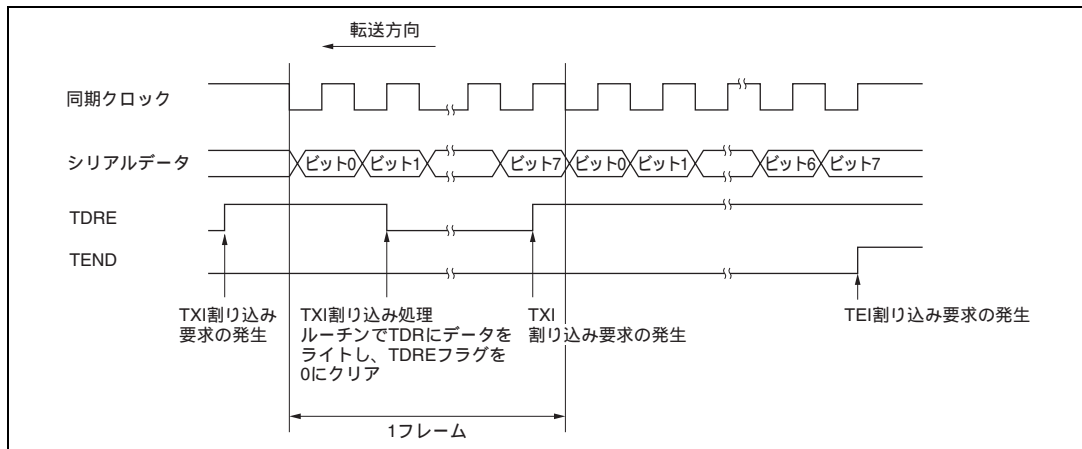 転送方向
同期クロック
シリアルデータ
ビット0 ビット1 ビット7 ビット0 ビット1 ビット6 ビット7
TDRE
TEND
TXI割り込み
要求の発生
TXI割り込み処理
ルーチンでTDRにデータを
ライトし、TDREフラグを
0にクリア
TXI
割り込み要求の発生
TEI割り込み要求の発生
1フレーム